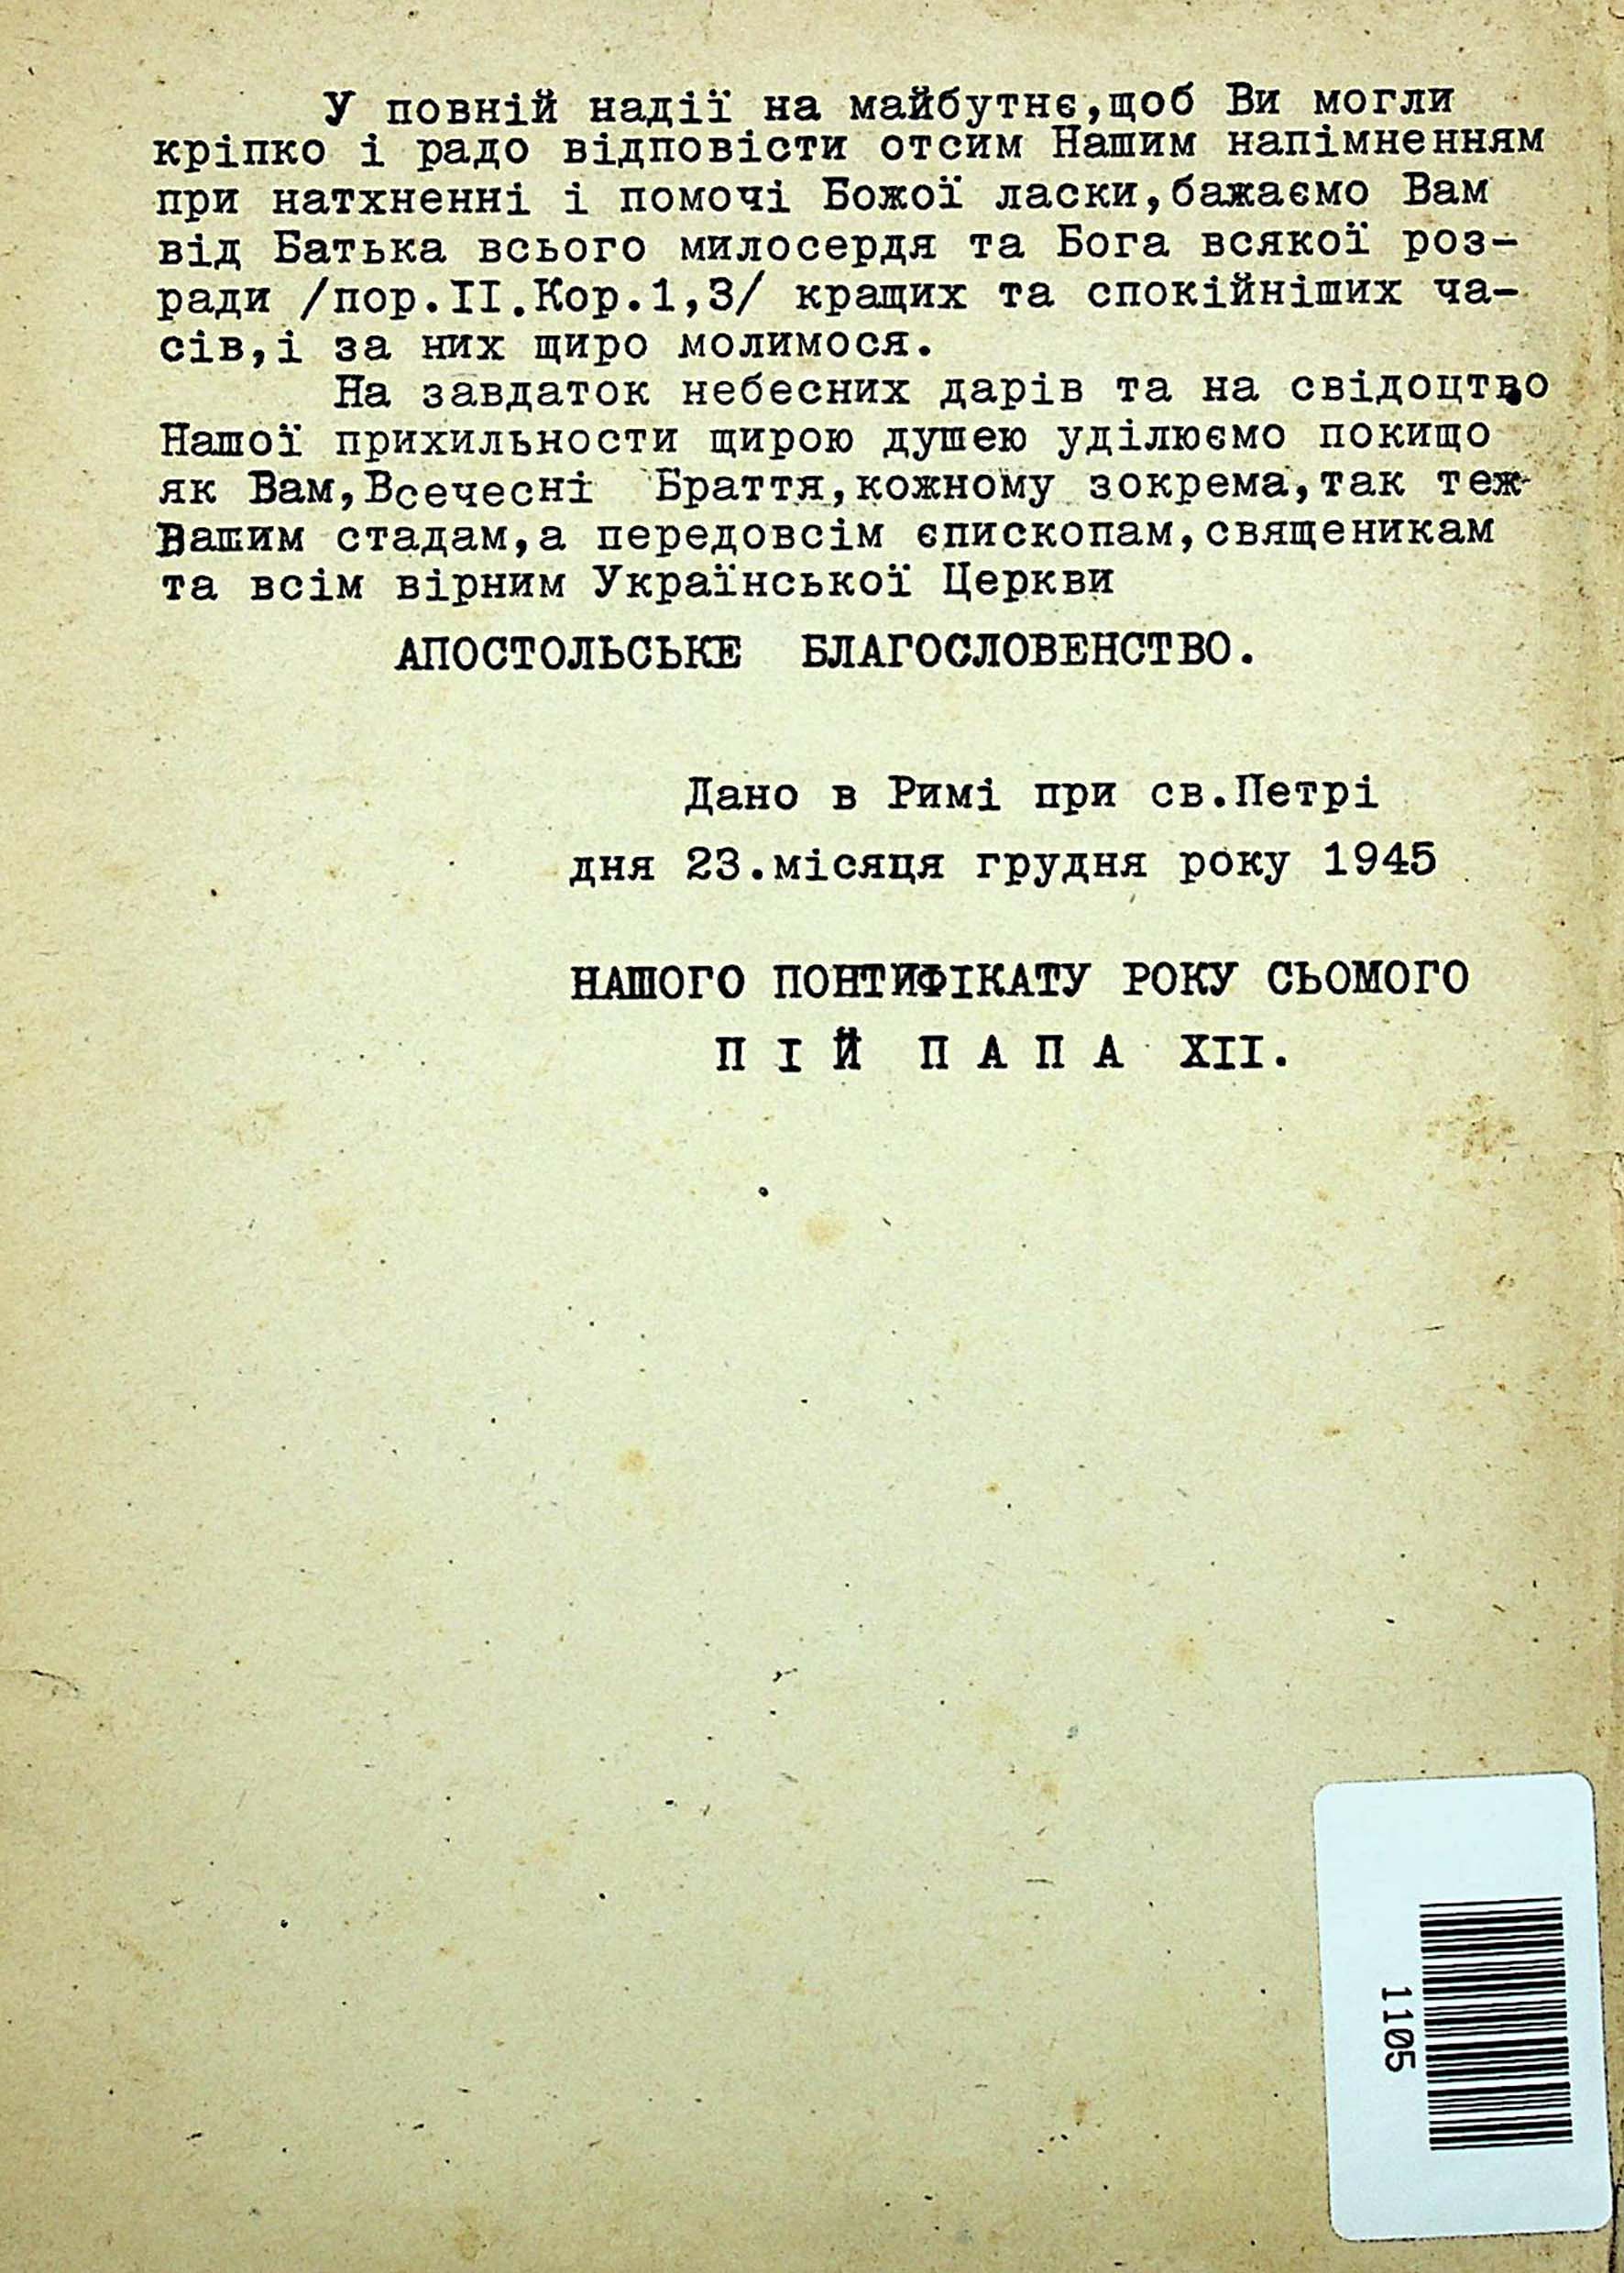 У повній надії на майбутнє,щоб Ви могли
кріпко і радо відповісти отсим Нашим напімненням
при натхненні і помочі Божої ласки,бажаємо Вам
від Батька всього милосердя та Бога всякої роз-
ради /пор.II.Кор.1,3/ кращих та спокійніших ча-
сів,і за них щиро молимося.
На завдаток небесних дарів та на свідоцтво
Нашої прихильности щирою душею уділюємо покищо
як Вам,Всечесні Браття,кожному зокрема,так теж
Вашим стадам,а передовсім єпископам,священикам
та всім вірним Української Церкви
АПОСТОЛЬСЬКЕ БЛАГОСЛОВЕНСТВО.
Дано в Римі при св.Петрі
дня 23.місяця грудня року 1945
НАШОГО ПОНТИФІКАТУ РОКУ СЬОМОГО
П І Й П А П А XII.
1105